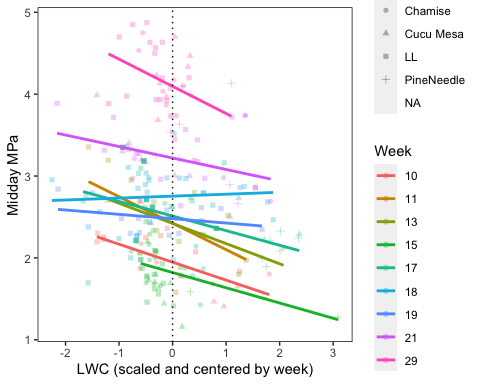 Chamise
Cucu Mesa
LL
PineNeedle
NA
Week
10
11
13
15
17
18
19
21
29
5
4
3
2
1
Midday MPa
-2 -1 0 1 2 3
LWC (scaled and centered by week)